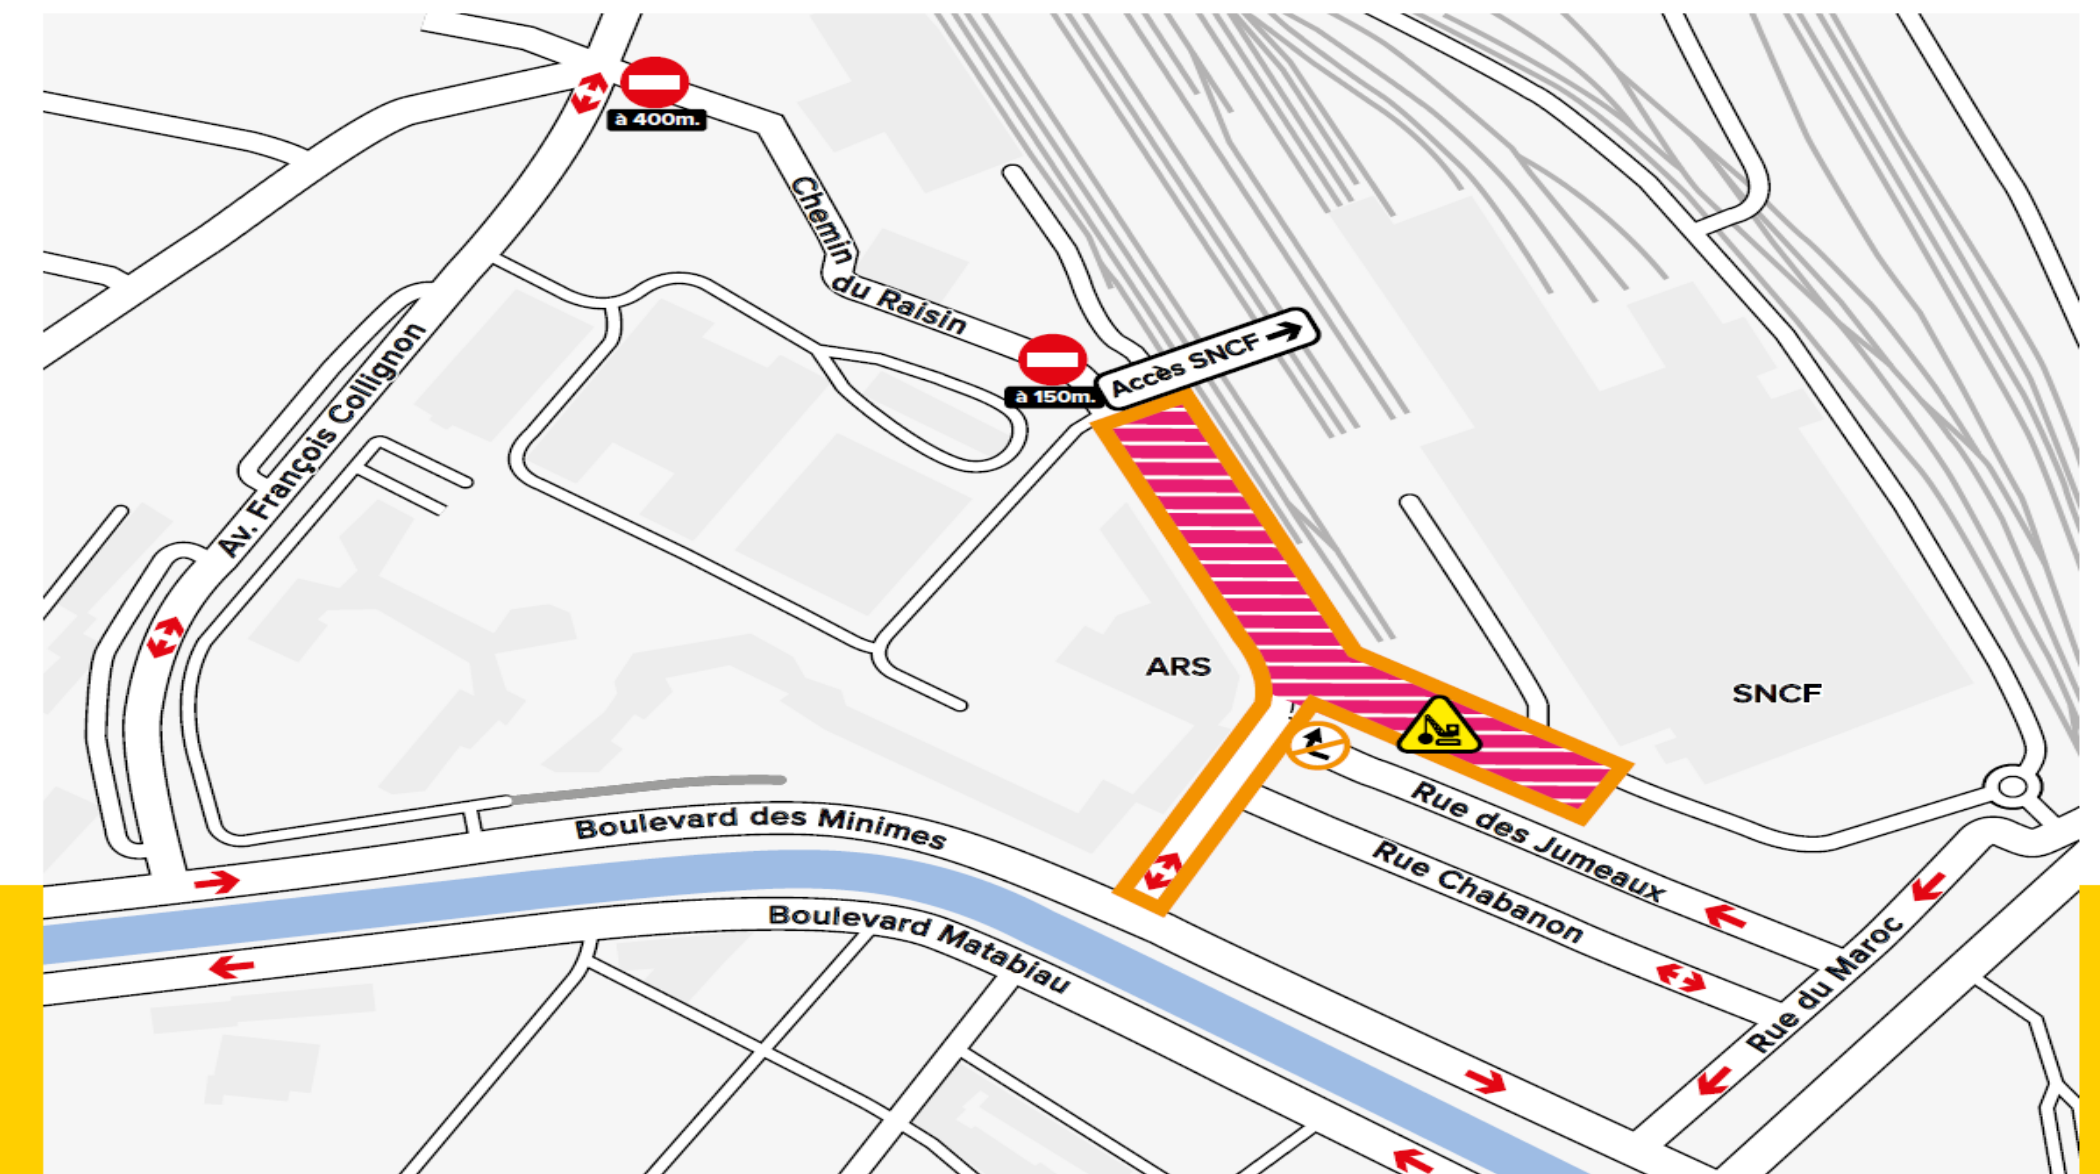 à 400m.
Chemin
du Raisin
Accès SNCF
à 150m.
Av. François Collignon
ARS
SNCF
Rue des Jumeaux
Boulevard des Minimes
Rue Chabanon
Boulevard Matabiau
Rue du Maroc